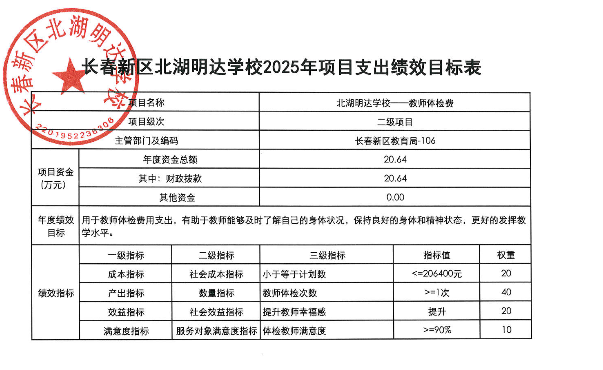 长春新区北湖明达学校2025年项目支出绩效目标表
长春新区北湖明达学校
2201952236308
项目名称 北湖明达学校——教师体检费
项目级次 二级项目
主管部门及编码 长春新区教育局-106
项目资金(万元) 年度资金总额 20.64
其中：财政拨款 20.64
其他资金 0.00
年度绩效目标 用于教师体检费用支出，有助于教师能够及时了解自己的身体状况，保持良好的身体和精神状态，更好的发挥教
学水平。
绩效指标 一级指标 二级指标 三级指标 指标值 权重
成本指标 社会成本指标 小于等于计划数 <=206400元 20
产出指标 数量指标 教师体检次数 >=1次 40
效益指标 社会效益指标 提升教师幸福感 提升 20
满意度指标 服务对象满意度指标 体检教师满意度 >=90% 10